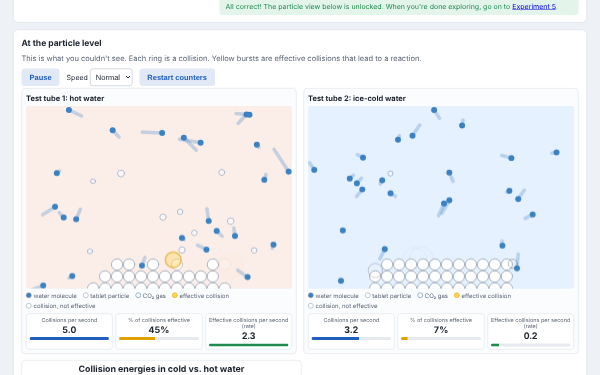 All correct! The particle view below is unlocked. When you're done exploring, go on to Experiment 5.
At the particle level
This is what you couldn't see. Each ring is a collision. Yellow bursts are effective collisions that lead to a reaction.
Pause Speed Normal Restart counters
Test tube 1: hot water
water molecule tablet particle CO₂ gas effective collision
collision, not effective
Collisions per second
5.0
% of collisions effective
45%
Effective collisions per second
(rate)
2.3
Test tube 2: ice-cold water
water molecule tablet particle CO₂ gas effective collision
collision, not effective
Collisions per second
3.2
% of collisions effective
7%
Effective collisions per second
(rate)
0.2
Collision energies in cold vs. hot water